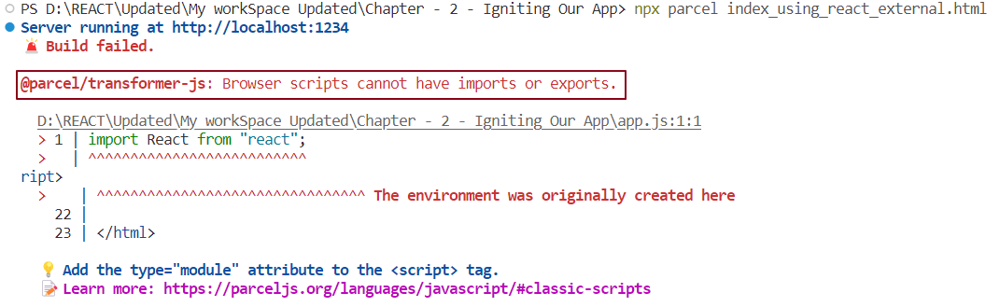 PS D:\REACT\Updated\My workSpace Updated\Chapter - 2 - Igniting Our App> npx parcel index_using_react_external.html
Server running at http://localhost:1234
🚨 Build failed.
@parcel/transformer-js: Browser scripts cannot have imports or exports.
D:\REACT\Updated\My workSpace Updated\Chapter - 2 - Igniting Our App\app.js:1:1
> 1 | import React from "react";
>   | ^^^^^^^^^^^^^^^^^^^^^^^^^^
ript>
>    | ^^^^^^^^^^^^^^^^^^^^^^^^^^^^^^^^ The environment was originally created here
22 |
23 | </html>
💡 Add the type="module" attribute to the <script> tag.
📝 Learn more: https://parceljs.org/languages/javascript/#classic-scripts